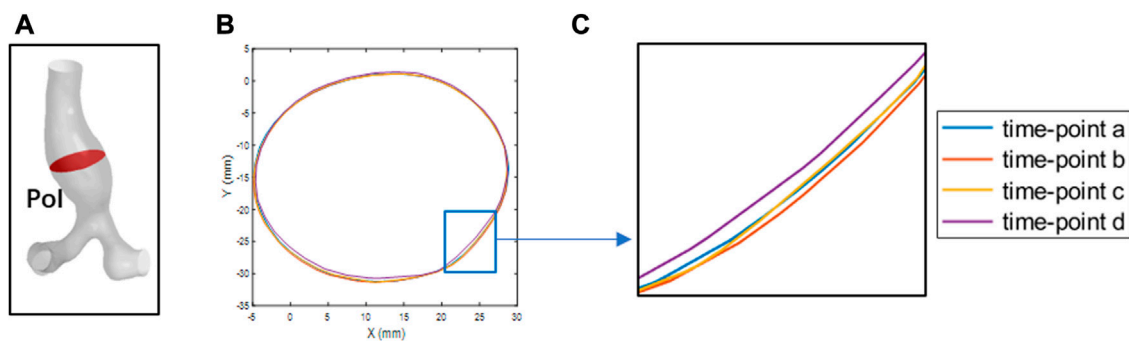 A
B
C
PoI
Y (mm)
5
0
-5
-10
-15
-20
-25
-30
-35
-5
0
5
10
15
20
25
30
X (mm)
time-point a
time-point b
time-point c
time-point d